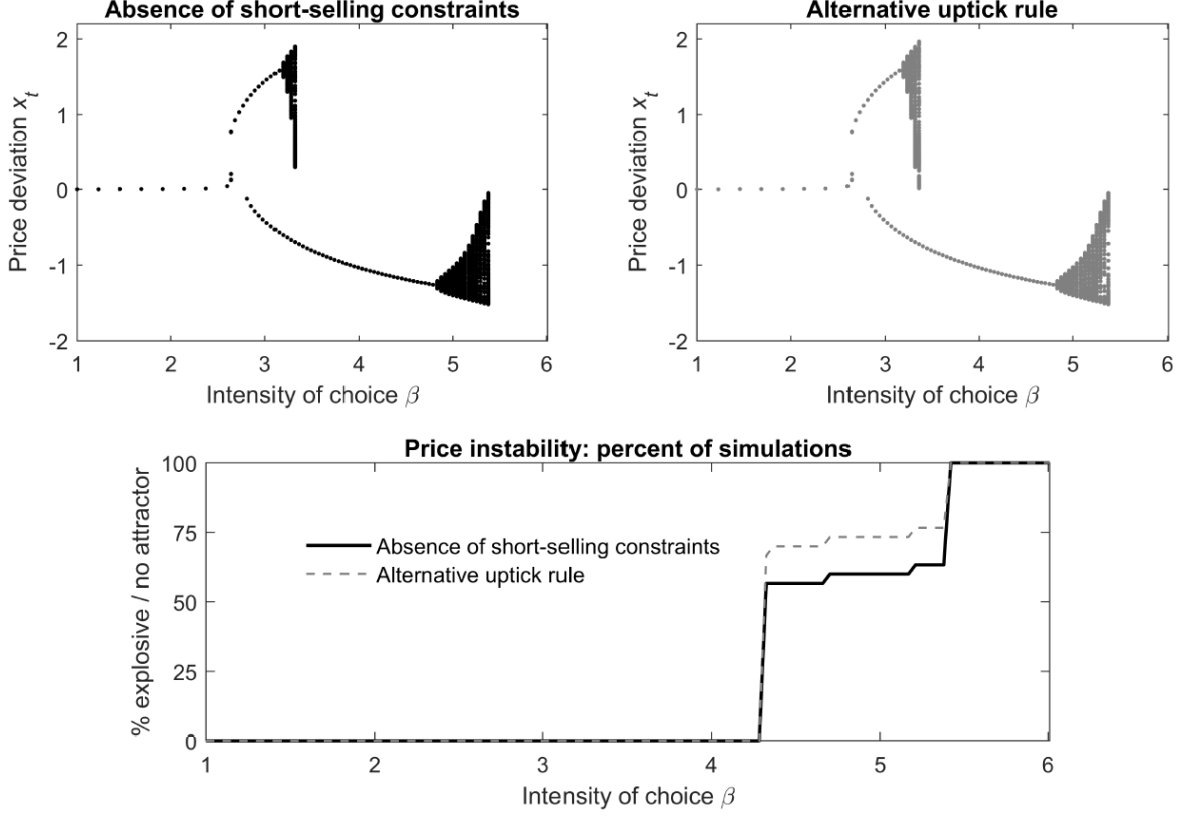 Absence of short-selling constraints
Price deviation x_t
2
1
0
-1
-2
1 2 3 4 5 6
Intensity of choice β
Alternative uptick rule
Price deviation x_t
2
1
0
-1
-2
1 2 3 4 5 6
Intensity of choice β
Price instability: percent of simulations
% explosive / no attractor
100
75
50
25
0
Absence of short-selling constraints
Alternative uptick rule
1 2 3 4 5 6
Intensity of choice β